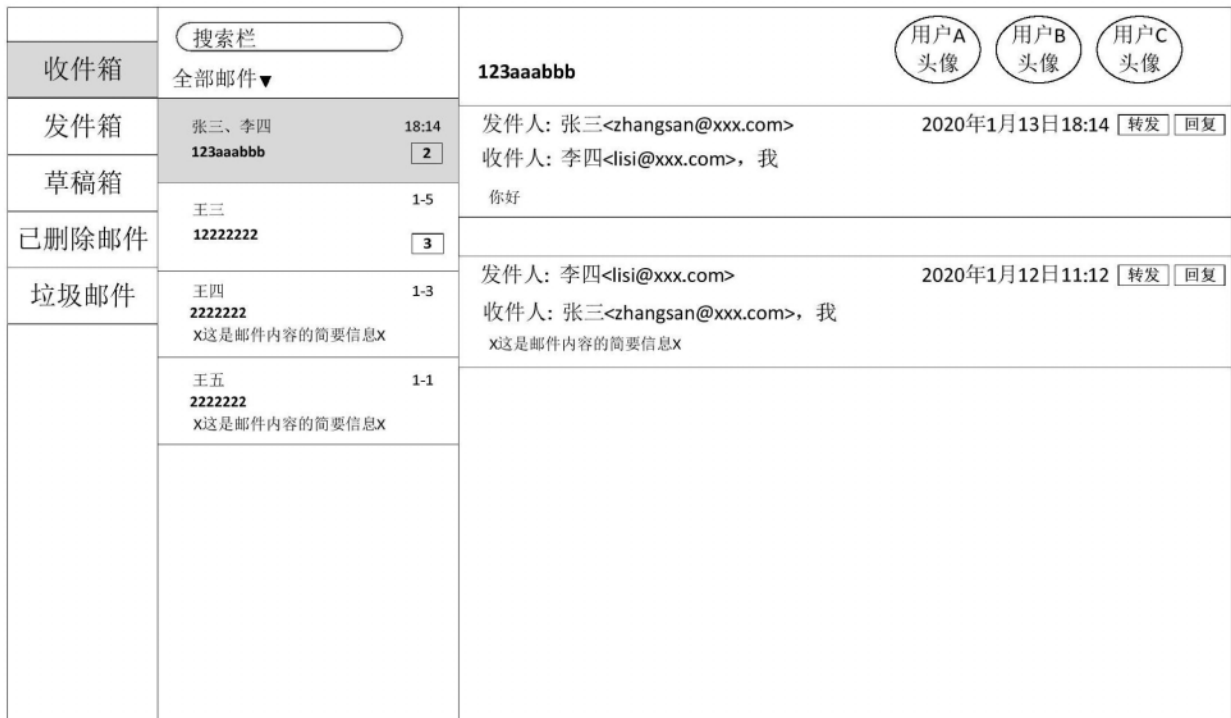 收件箱
发件箱
草稿箱
已删除邮件
垃圾邮件
搜索栏
全部邮件▼
张三、李四 18:14
123aaabbb 2
王三 1-5
12222222 3
王四 1-3
2222222
X这是邮件内容的简要信息X
王五 1-1
2222222
X这是邮件内容的简要信息X
123aaabbb
用户A
头像
用户B
头像
用户C
头像
发件人: 张三<zhangsan@xxx.com> 2020年1月13日18:14 转发 回复
收件人: 李四<lisi@xxx.com>，我
你好
发件人: 李四<lisi@xxx.com> 2020年1月12日11:12 转发 回复
收件人: 张三<zhangsan@xxx.com>，我
X这是邮件内容的简要信息X